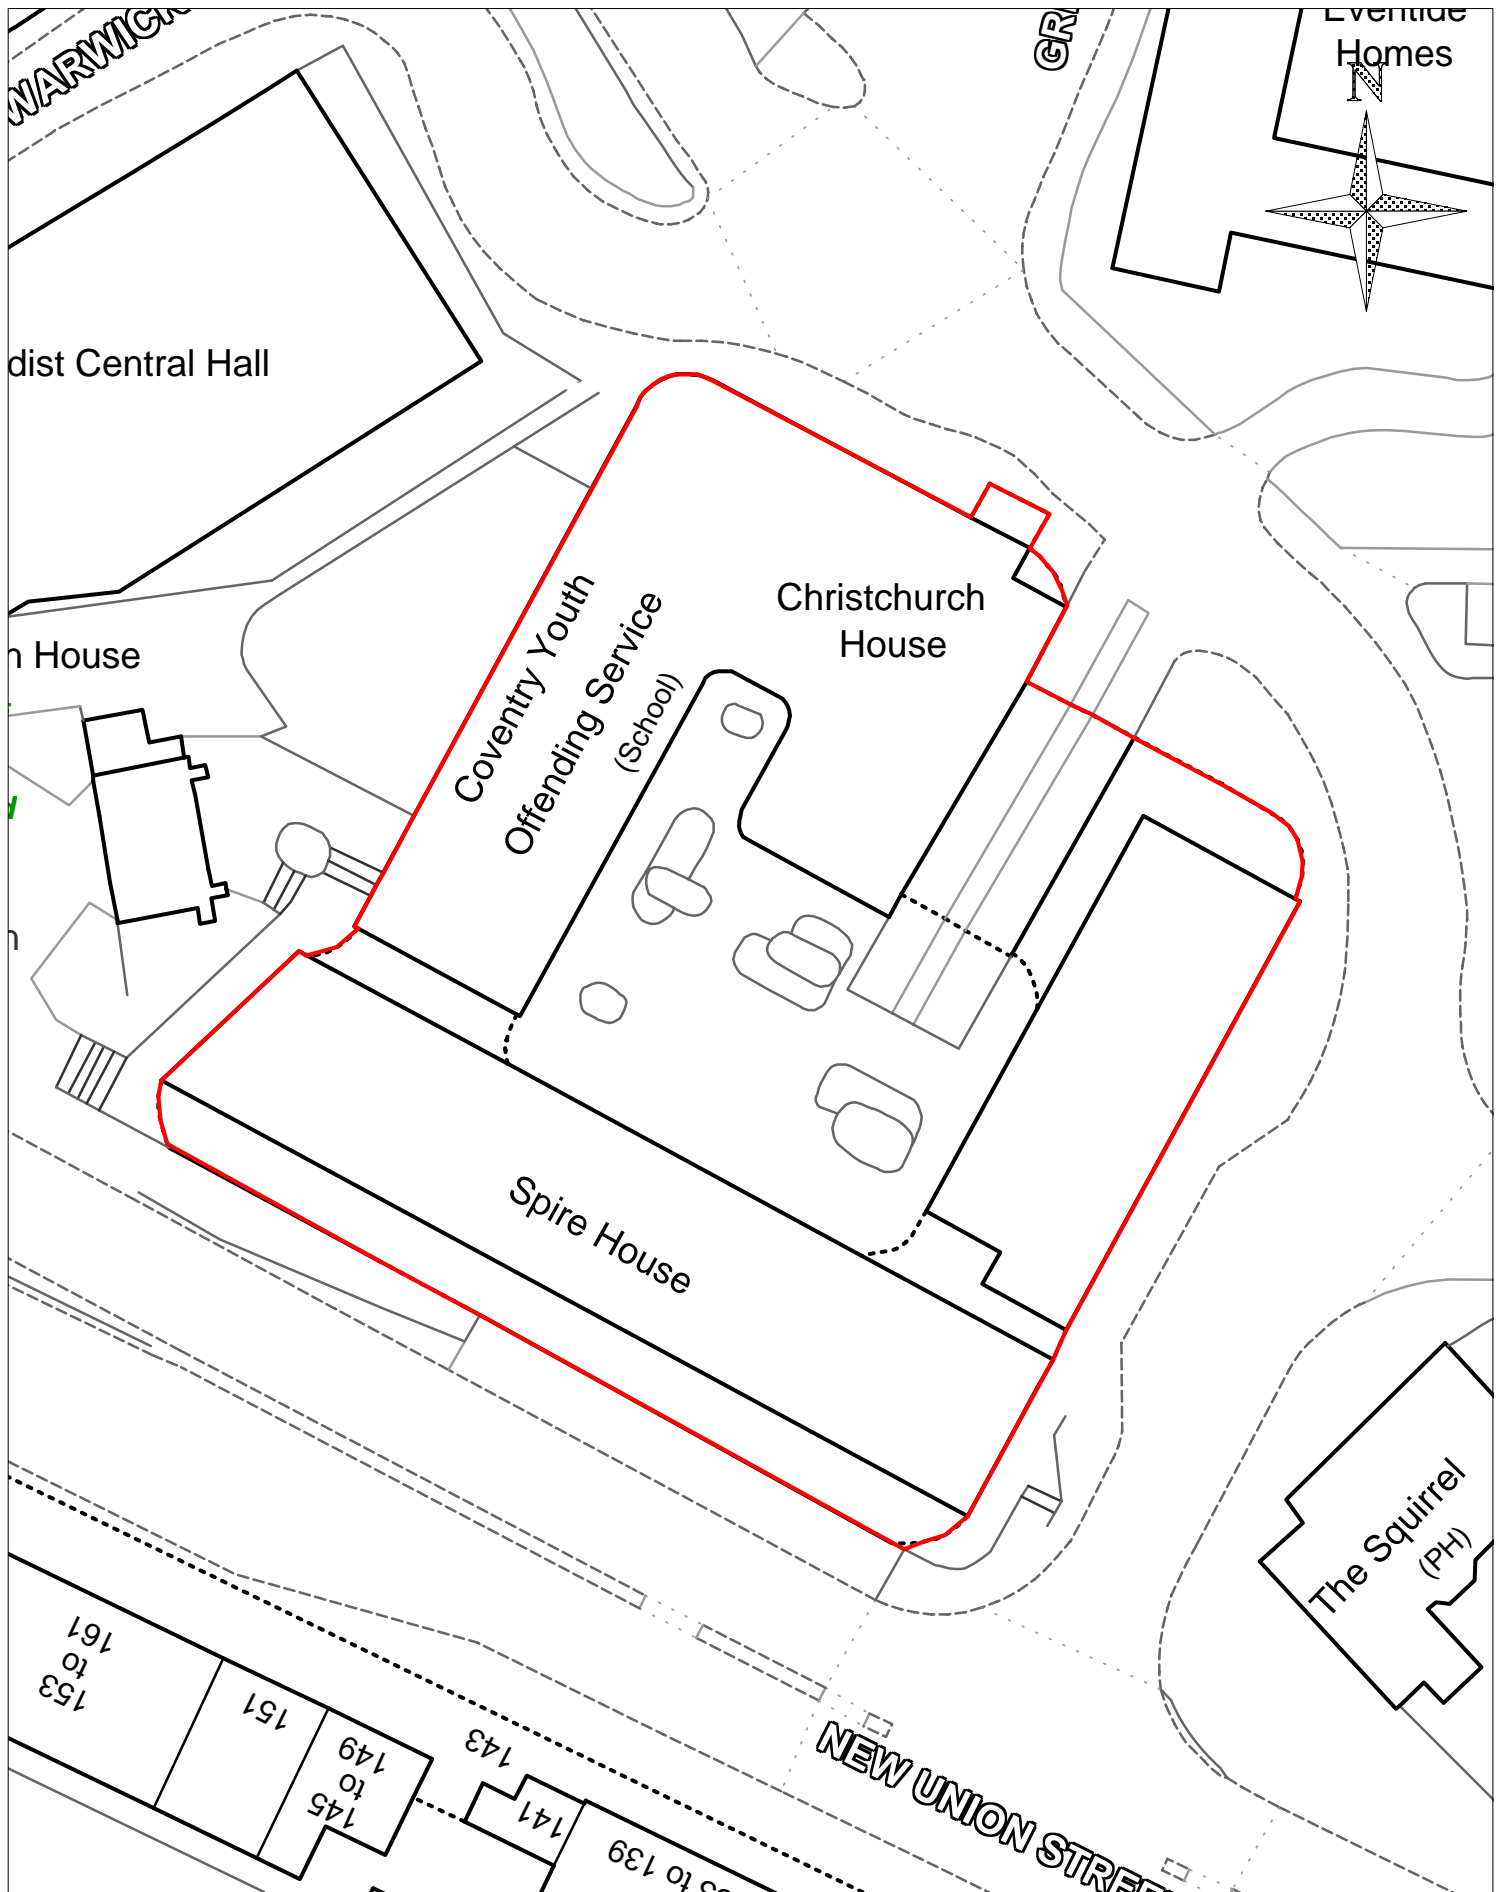 WARWICK
GR
Eventide
Homes
N
dist Central Hall
Christchurch
House
Coventry Youth
Offending Service
(School)
n House
Spire House
The Squirrel
(PH)
153
to
161
151
145
to
149
143
141
to 139
NEW UNION STREET